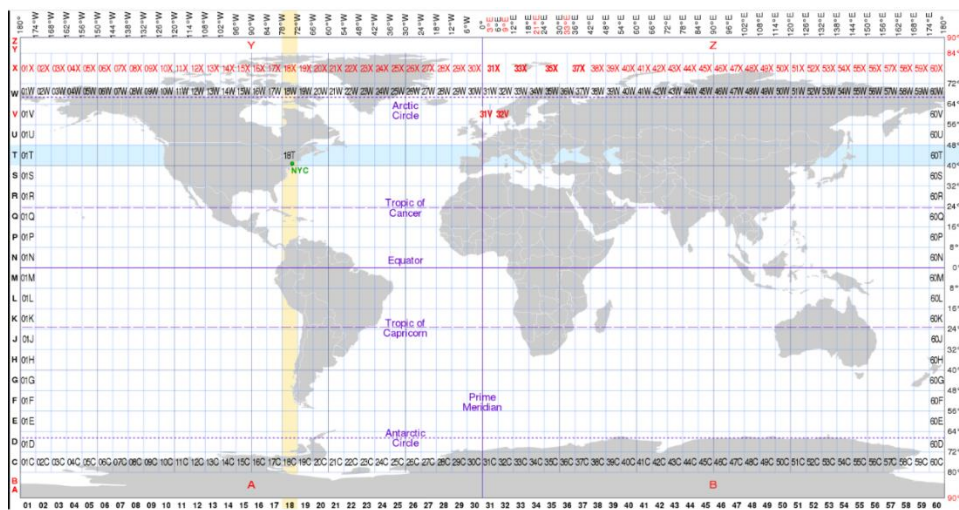 180° 174°W 168°W 162°W 156°W 150°W 144°W 138°W 132°W 126°W 120°W 114°W 108°W 102°W 96°W 90°W 84°W 78°W 72°W 66°W 60°W 54°W 48°W 42°W 36°W 30°W 24°W 18°W 12°W 6°W 0° 3°E 6°E 9°E 12°E 18°E 21°E 24°E 30°E 33°E 36°E 42°E 48°E 54°E 60°E 66°E 72°E 78°E 84°E 90°E 96°E 102°E 108°E 114°E 120°E 126°E 132°E 138°E 144°E 150°E 156°E 162°E 168°E 174°E 180°E
Z
Y Y Z 90°
84°
X 01X 02X 03X 04X 05X 06X 07X 08X 09X 10X 11X 12X 13X 14X 15X 16X 17X 18X 19X 20X 21X 22X 23X 24X 25X 26X 27X 28X 29X 30X 31X 33X 35X 37X 38X 39X 40X 41X 42X 43X 44X 45X 46X 47X 48X 49X 50X 51X 52X 53X 54X 55X 56X 57X 58X 59X 60X
72°
W 01W 02W 03W 04W 05W 06W 07W 08W 09W 10W 11W 12W 13W 14W 15W 16W 17W 18W 19W 20W 21W 22W 23W 24W 25W 26W 27W 28W 29W 30W 31W 32W 33W 34W 35W 36W 37W 38W 39W 40W 41W 42W 43W 44W 45W 46W 47W 48W 49W 50W 51W 52W 53W 54W 55W 56W 57W 58W 59W 60W
Arctic
Circle
64°
V 01V 31V 32V 60V
56°
U 01U 60U
48°
T 01T 18T 60T
NYC
40°
S 01S 60S
32°
R 01R 60R
Tropic of
Cancer
24°
Q 01Q 60Q
16°
P 01P 60P
8°
N 01N 60N
Equator
0°
M 01M 60M
8°
L 01L 60L
16°
K 01K 60K
Tropic of
Capricorn
24°
J 01J 60J
32°
H 01H 60H
40°
G 01G 60G
48°
F 01F 60F
Prime
Meridian
56°
E 01E 60E
64°
Antarctic
Circle
D 01D 60D
72°
C 01C 02C 03C 04C 05C 06C 07C 08C 09C 10C 11C 12C 13C 14C 15C 16C 17C 18C 19C 20C 21C 22C 23C 24C 25C 26C 27C 28C 29C 30C 31C 32C 33C 34C 35C 36C 37C 38C 39C 40C 41C 42C 43C 44C 45C 46C 47C 48C 49C 50C 51C 52C 53C 54C 55C 56C 57C 58C 59C 60C
80°
B A B
A 90°
01 02 03 04 05 06 07 08 09 10 11 12 13 14 15 16 17 18 19 20 21 22 23 24 25 26 27 28 29 30 31 32 33 34 35 36 37 38 39 40 41 42 43 44 45 46 47 48 49 50 51 52 53 54 55 56 57 58 59 60